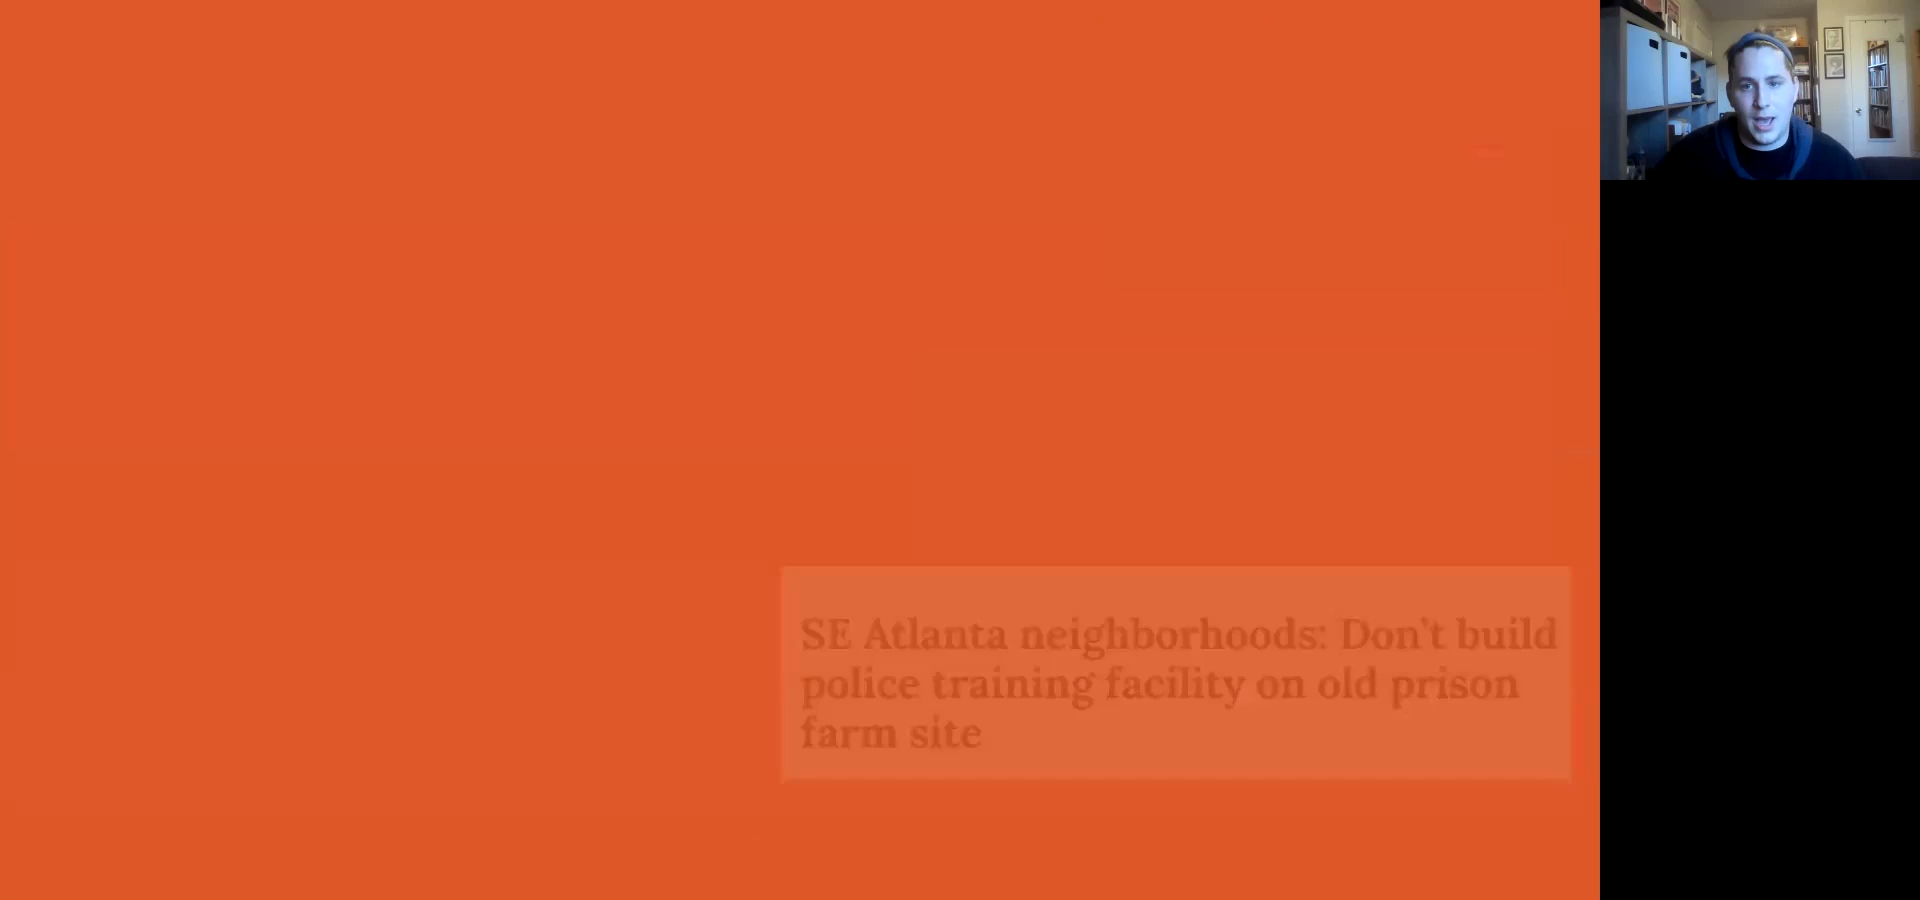 SE Atlanta neighborhoods: Don't build
police training facility on old prison
farm site